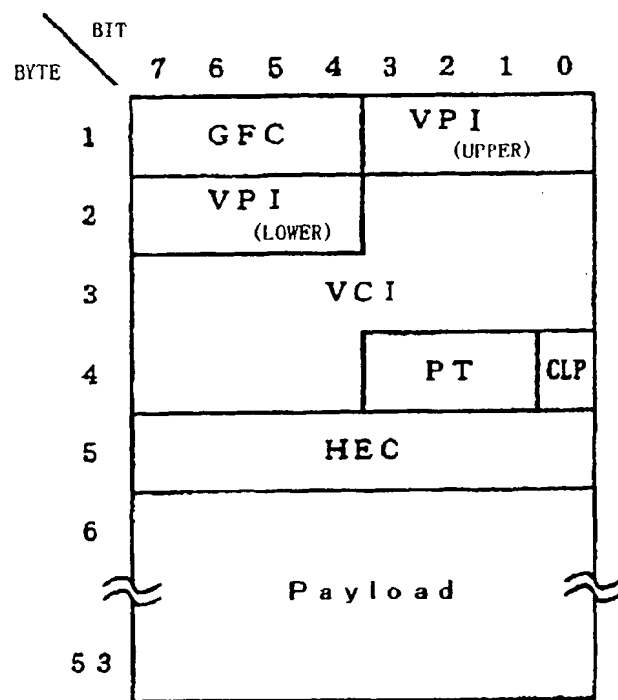 BIT
BYTE
7 6 5 4 3 2 1 0
1 GFC VPI
(UPPER)
2 VPI
(LOWER)
3 VCI
4 PT CLP
5 HEC
6
Payload
53